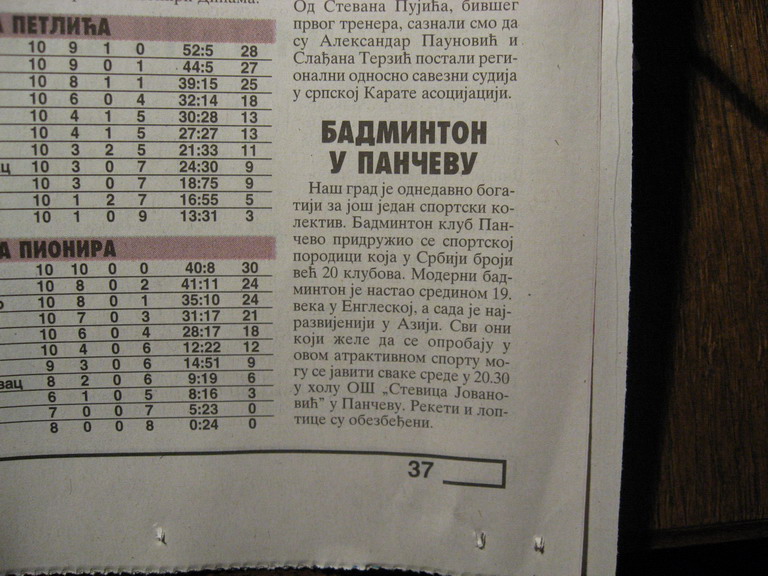 А ПЕТЛИЋА
10 9 1 0 52:5 28
10 9 0 1 44:5 27
10 8 1 1 39:15 25
10 6 0 4 32:14 18
10 4 1 5 30:28 13
10 4 1 5 27:27 13
10 3 2 5 21:33 11
ц 10 3 0 7 24:30 9
10 3 0 7 18:75 9
10 1 2 7 16:55 5
10 1 0 9 13:31 3
А ПИОНИРА
10 10 0 0 40:8 30
10 8 0 2 41:11 24
10 8 0 1 35:10 24
10 7 0 3 31:17 21
10 6 0 4 28:17 18
10 4 0 6 12:22 12
9 3 0 6 14:51 9
вац 8 2 0 6 9:19 6
6 1 0 5 8:16 3
7 0 0 7 5:23 0
8 0 0 8 0:24 0
Од Стевана Пујића, бившег
првог тренера, сазнали смо да
су Александар Пауновић и
Слађана Терзић постали реги-
онални односно савезни судија
у српској Карате асоцијацији.
БАДМИНТОН
У ПАНЧЕВУ
Наш град је однедавно бога-
тији за још један спортски ко-
лектив. Бадминтон клуб Пан-
чево придружио се спортској
породици која у Србији броји
већ 20 клубова. Модерни бад-
минтон је настао средином 19.
века у Енглеској, а сада је нај-
развијенији у Азији. Сви они
који желе да се опробају у
овом атрактивном спорту мо-
гу се јавити сваке среде у 20.30
у холу ОШ „Стевица Јовано-
вић” у Панчеву. Рекети и лоп-
тице су обезбеђени.
37